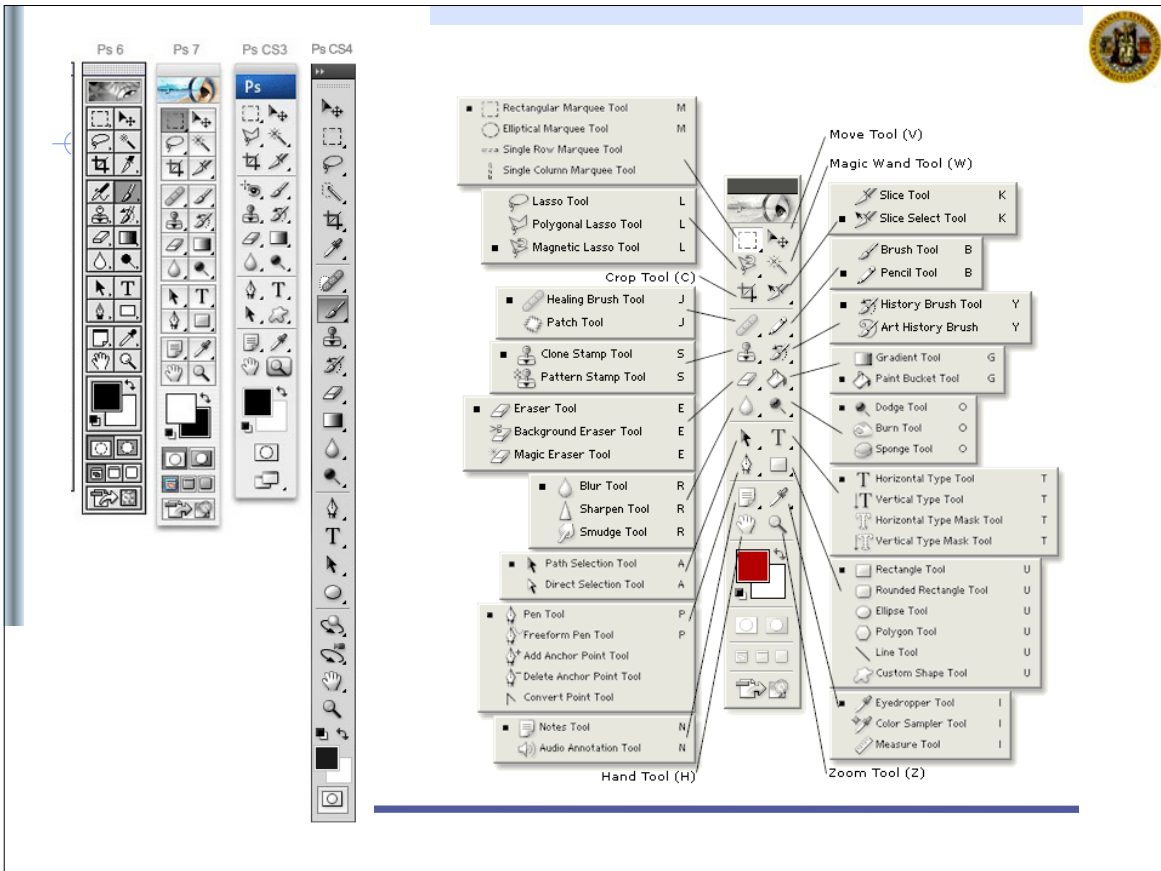 Ps 6
Ps 7
Ps CS3
Ps CS4
Ps
Rectangular Marquee Tool M
Elliptical Marquee Tool M
Single Row Marquee Tool
Single Column Marquee Tool
Lasso Tool L
Polygonal Lasso Tool L
Magnetic Lasso Tool L
Crop Tool (C)
Healing Brush Tool J
Patch Tool J
Clone Stamp Tool S
Pattern Stamp Tool S
Eraser Tool E
Background Eraser Tool E
Magic Eraser Tool E
Blur Tool R
Sharpen Tool R
Smudge Tool R
Path Selection Tool A
Direct Selection Tool A
Pen Tool P
Freeform Pen Tool P
Add Anchor Point Tool
Delete Anchor Point Tool
Convert Point Tool
Notes Tool N
Audio Annotation Tool N
Hand Tool (H)
Move Tool (V)
Magic Wand Tool (W)
Slice Tool K
Slice Select Tool K
Brush Tool B
Pencil Tool B
History Brush Tool Y
Art History Brush Y
Gradient Tool G
Paint Bucket Tool G
Dodge Tool O
Burn Tool O
Sponge Tool O
Horizontal Type Tool T
Vertical Type Tool T
Horizontal Type Mask Tool T
Vertical Type Mask Tool T
Rectangle Tool U
Rounded Rectangle Tool U
Ellipse Tool U
Polygon Tool U
Line Tool U
Custom Shape Tool U
Eyedropper Tool I
Color Sampler Tool I
Measure Tool I
Zoom Tool (Z)